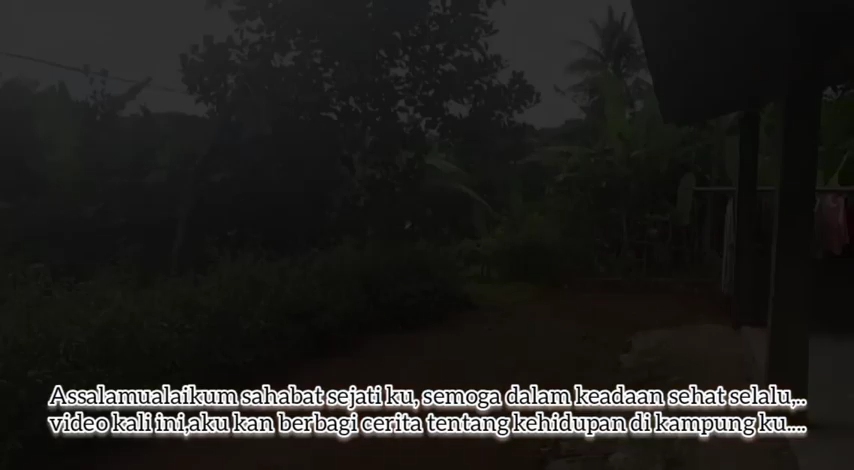 Assalamualaikum sahabat sejati ku, semoga dalam keadaan sehat selalu,..
video kali ini,aku kan berbagi cerita tentang kehidupan di kampung ku....